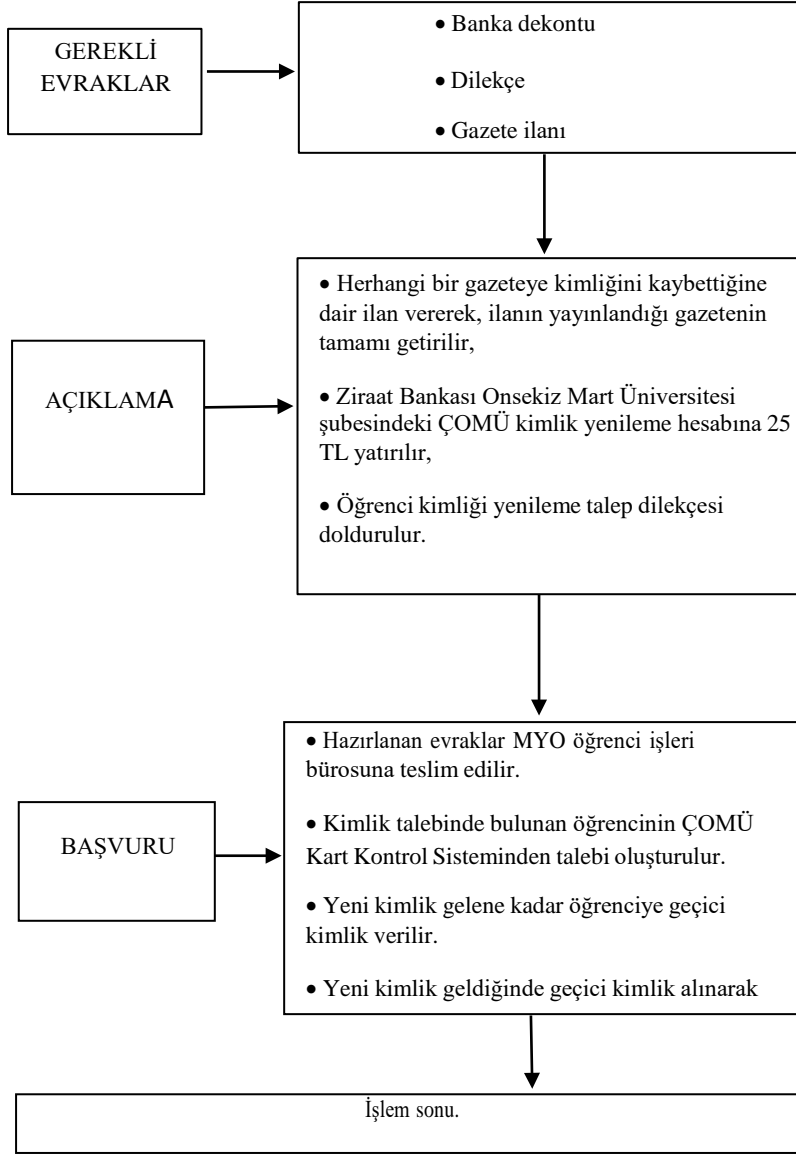 GEREKLİ
EVRAKLAR
• Banka dekontu
• Dilekçe
• Gazete ilanı
AÇIKLAMA
• Herhangi bir gazeteye kimliğini kaybettiğine
dair ilan vererek, ilanın yayınlandığı gazetenin
tamamı getirilir,
• Ziraat Bankası Onsekiz Mart Üniversitesi
şubesindeki ÇOMÜ kimlik yenileme hesabına 25
TL yatırılır,
• Öğrenci kimliği yenileme talep dilekçesi
doldurulur.
BAŞVURU
• Hazırlanan evraklar MYO öğrenci işleri
bürosuna teslim edilir.
• Kimlik talebinde bulunan öğrencinin ÇOMÜ
Kart Kontrol Sisteminden talebi oluşturulur.
• Yeni kimlik gelene kadar öğrenciye geçici
kimlik verilir.
• Yeni kimlik geldiğinde geçici kimlik alınarak
İşlem sonu.